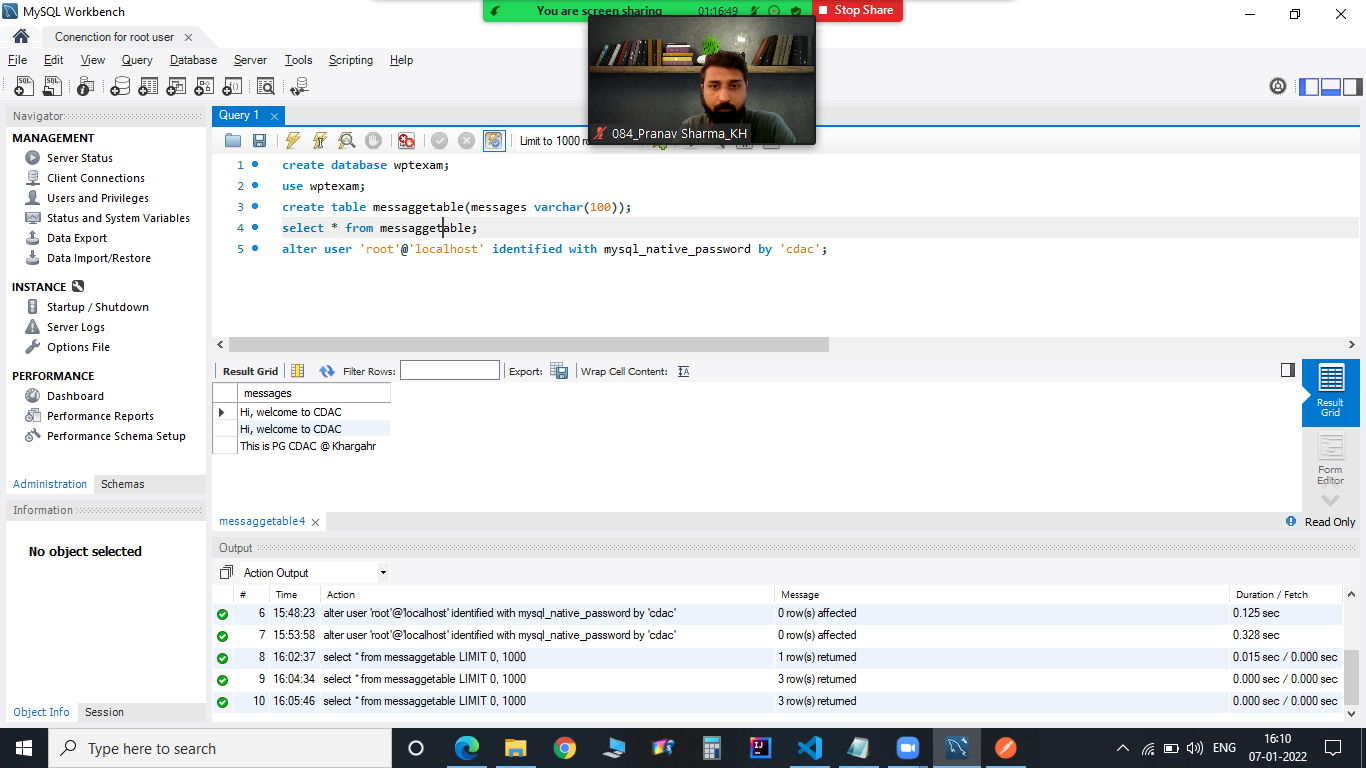 MySQL Workbench
You are screen sharing 01:16:49 Stop Share
Conenction for root user
File Edit View Query Database Server Tools Scripting Help
084_Pranav Sharma_KH
Navigator
Query 1
MANAGEMENT
Server Status
Client Connections
Users and Privileges
Status and System Variables
Data Export
Data Import/Restore
INSTANCE
Startup / Shutdown
Server Logs
Options File
PERFORMANCE
Dashboard
Performance Reports
Performance Schema Setup
Administration Schemas
Information
No object selected
Object Info Session
Limit to 1000
1 create database wptexam;
2 use wptexam;
3 create table messaggetable(messages varchar(100));
4 select * from messaggetable;
5 alter user 'root'@'localhost' identified with mysql_native_password by 'cdac';
Result Grid Filter Rows: Export: Wrap Cell Content:
messages
Hi, welcome to CDAC
Hi, welcome to CDAC
This is PG CDAC @ Khargahr
Result
Grid
Form
Editor
messaggetable4 Read Only
Output
Action Output
# Time Action Message Duration / Fetch
6 15:48:23 alter user 'root'@'localhost' identified with mysql_native_password by 'cdac' 0 row(s) affected 0.125 sec
7 15:53:58 alter user 'root'@'localhost' identified with mysql_native_password by 'cdac' 0 row(s) affected 0.328 sec
8 16:02:37 select * from messaggetable LIMIT 0, 1000 1 row(s) returned 0.015 sec / 0.000 sec
9 16:04:34 select * from messaggetable LIMIT 0, 1000 3 row(s) returned 0.000 sec / 0.000 sec
10 16:05:46 select * from messaggetable LIMIT 0, 1000 3 row(s) returned 0.000 sec / 0.000 sec
Type here to search
ENG
16:10
07-01-2022